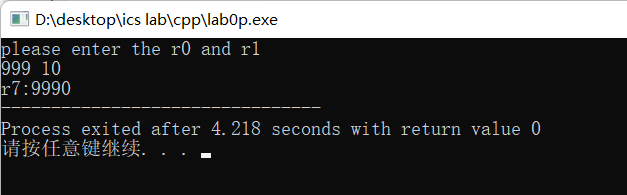 D:\desktop\ics lab\cpp\lab0p.exe
please enter the r0 and r1
999 10
r7:9990
--------------------------------
Process exited after 4.218 seconds with return value 0
请按任意键继续. . .